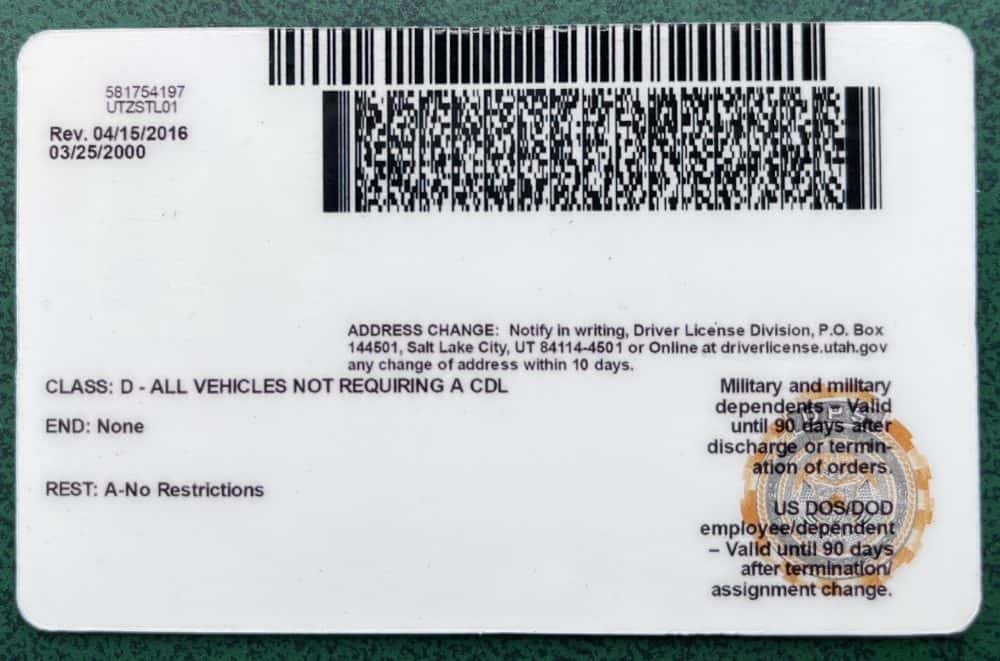 581754197
UTZSTL01
Rev. 04/15/2016
03/25/2000
ADDRESS CHANGE: Notify in writing, Driver License Division, P.O. Box
144501, Salt Lake City, UT 84114-4501 or Online at driverlicense.utah.gov
any change of address within 10 days.
CLASS: D - ALL VEHICLES NOT REQUIRING A CDL
END: None
REST: A-No Restrictions
Military and military
dependents – Valid
until 90 days after
discharge or termin-
ation of orders.
DPS
US DOS/DOD
employee/dependent
– Valid until 90 days
after termination/
assignment change.